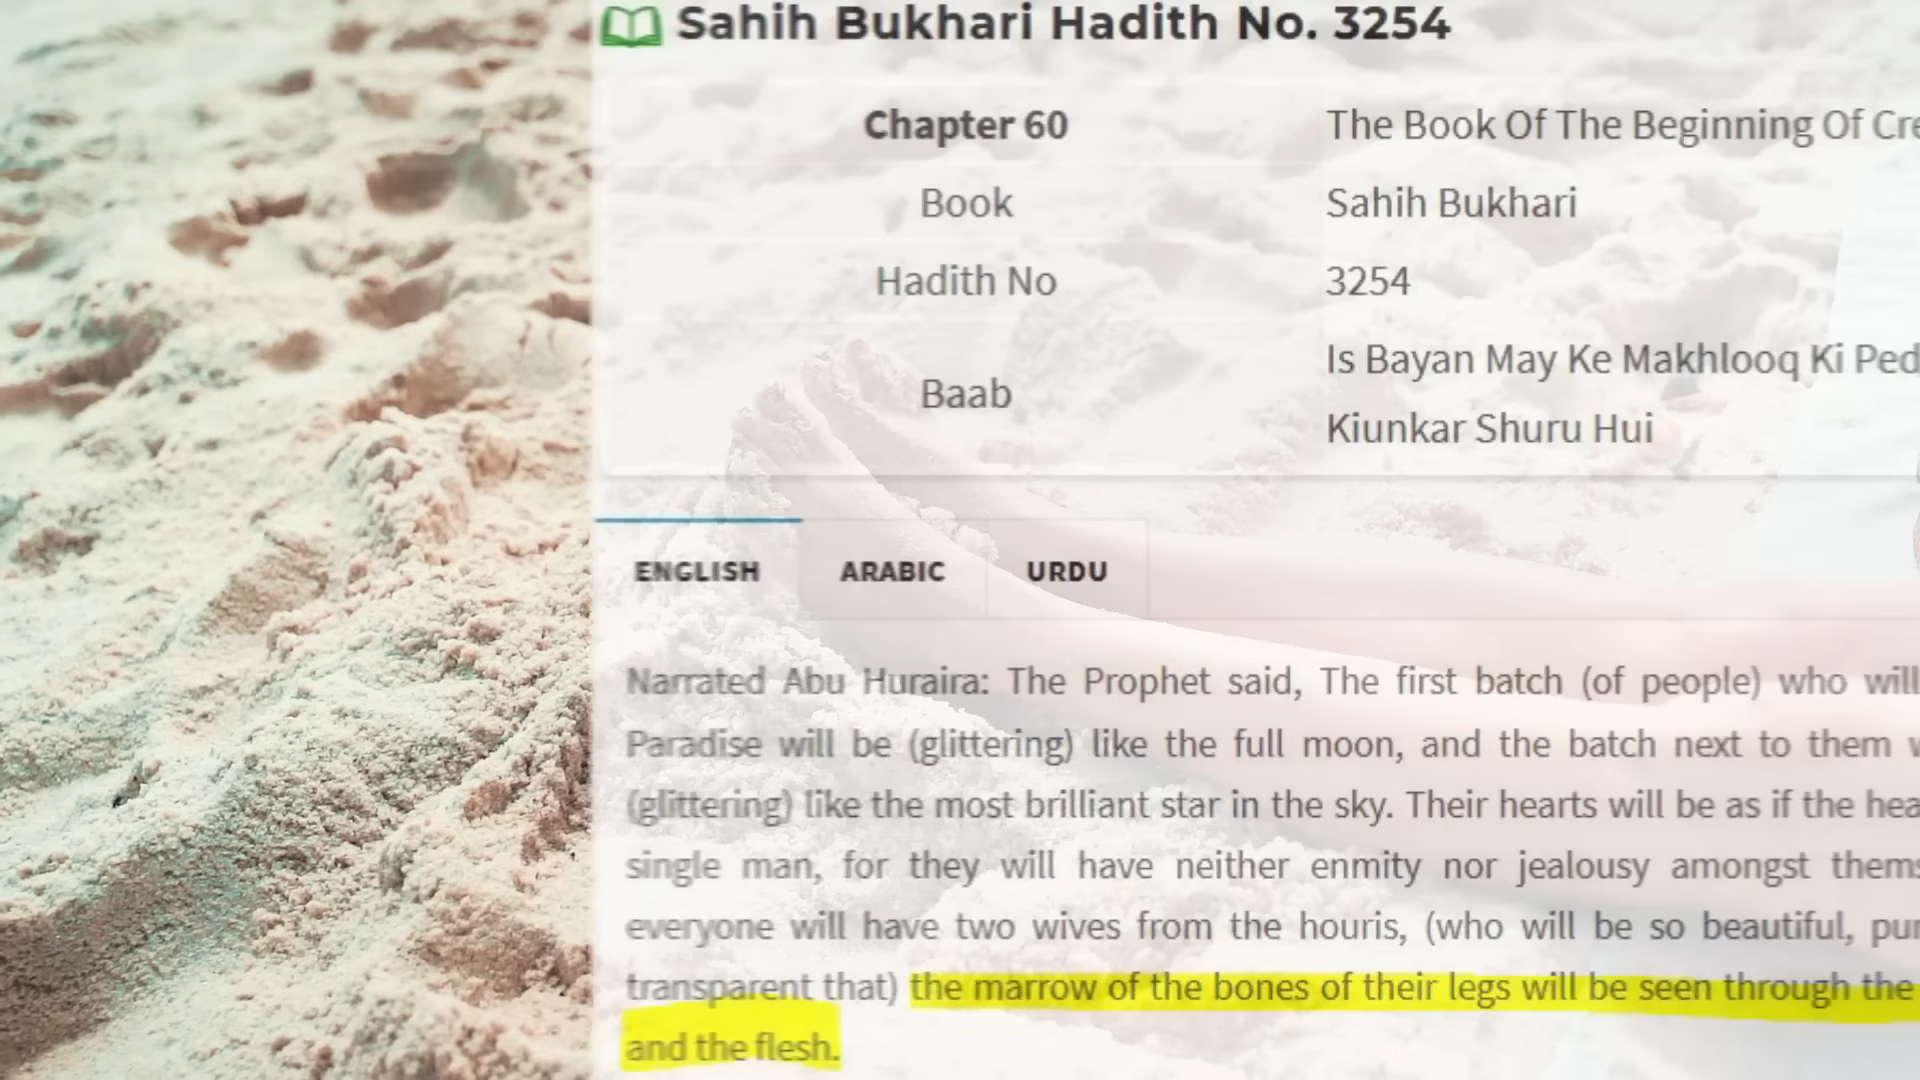 Sahih Bukhari Hadith No. 3254
Chapter 60 The Book Of The Beginning Of
Book Sahih Bukhari
Hadith No 3254
Baab Is Bayan May Ke Makhlooq Ki
Kiunkar Shuru Hui
ENGLISH ARABIC URDU
Narrated Abu Huraira: The Prophet said, The first batch (of people) who will
Paradise will be (glittering) like the full moon, and the batch next to them
(glittering) like the most brilliant star in the sky. Their hearts will be as if the
single man, for they will have neither enmity nor jealousy amongst
everyone will have two wives from the houris, (who will be so beautiful,
transparent that) the marrow of the bones of their legs will be seen through the
and the flesh.